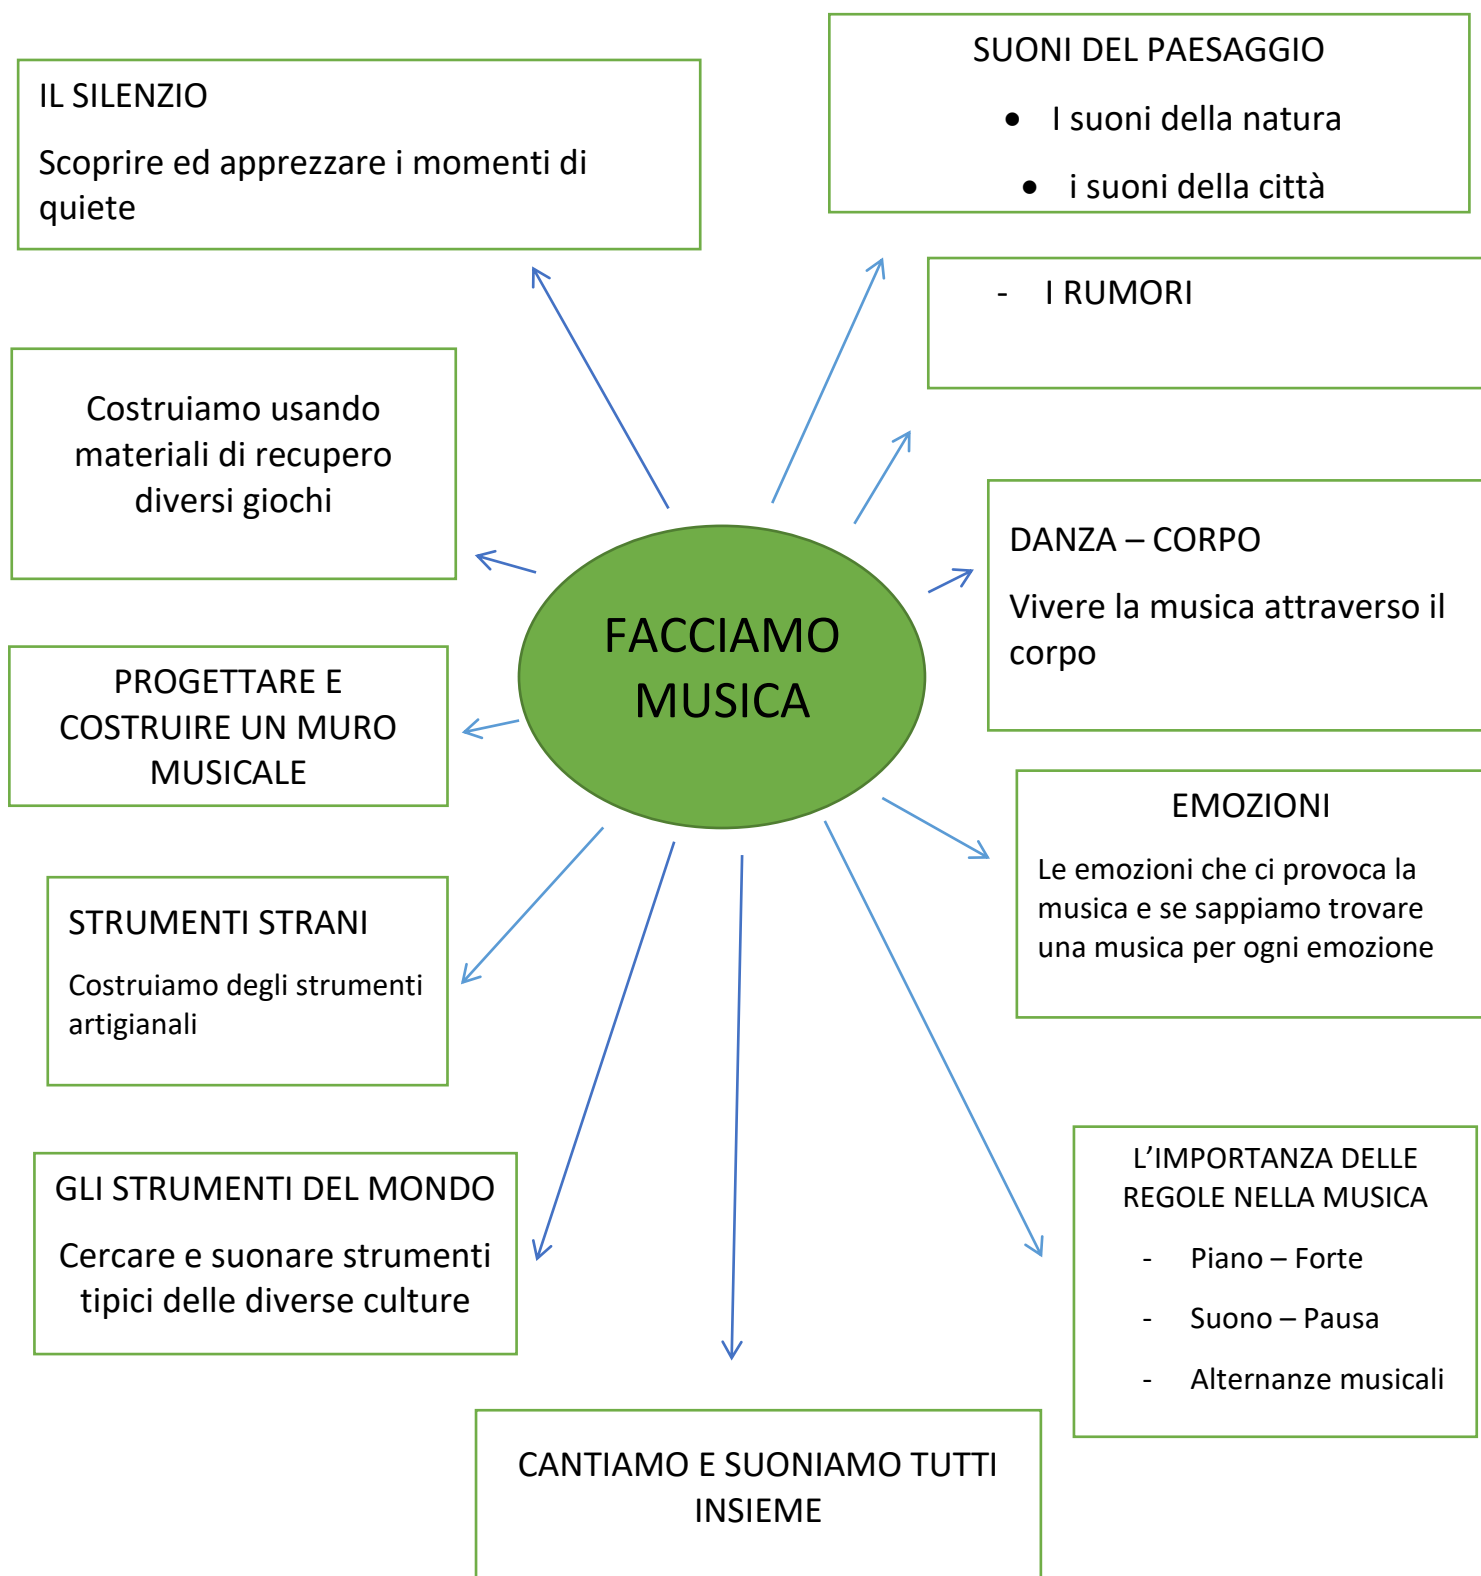 IL SILENZIO
Scoprire ed apprezzare i momenti di
quiete
SUONI DEL PAESAGGIO
• I suoni della natura
• i suoni della città
- I RUMORI
Costruiamo usando
materiali di recupero
diversi giochi
DANZA – CORPO
Vivere la musica attraverso il
corpo
FACCIAMO
MUSICA
PROGETTARE E
COSTRUIRE UN MURO
MUSICALE
EMOZIONI
Le emozioni che ci provoca la
musica e se sappiamo trovare
una musica per ogni emozione
STRUMENTI STRANI
Costruiamo degli strumenti
artigianali
GLI STRUMENTI DEL MONDO
Cercare e suonare strumenti
tipici delle diverse culture
L’IMPORTANZA DELLE
REGOLE NELLA MUSICA
- Piano – Forte
- Suono – Pausa
- Alternanze musicali
CANTIAMO E SUONIAMO TUTTI
INSIEME